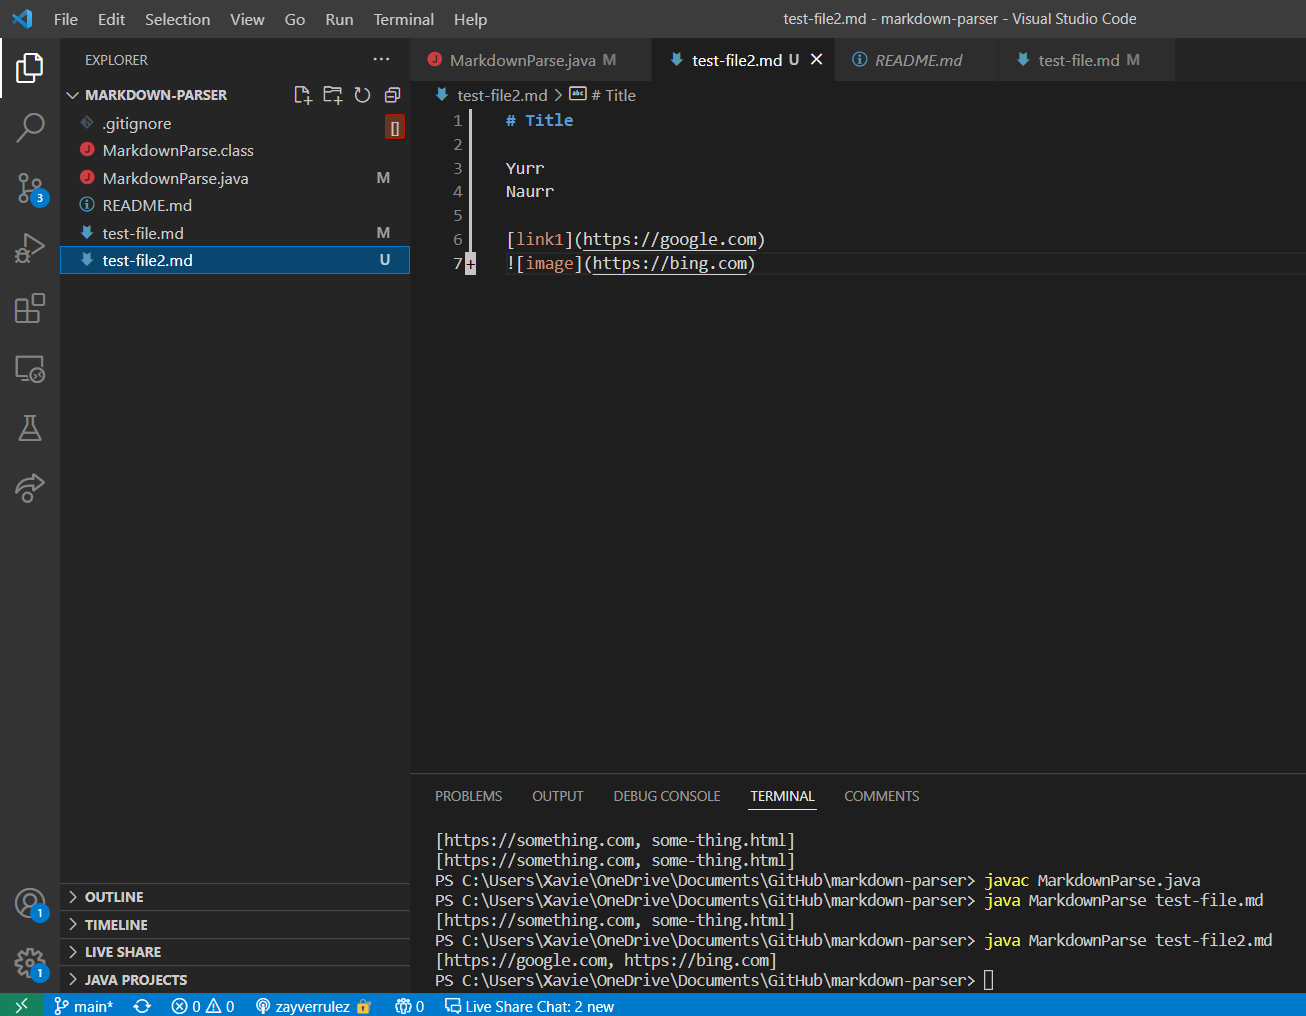 File Edit Selection View Go Run Terminal Help
test-file2.md - markdown-parser - Visual Studio Code
EXPLORER ...
MARKDOWN-PARSER
.gitignore
[]
MarkdownParse.class
MarkdownParse.java M
README.md
test-file.md M
test-file2.md U
OUTLINE
TIMELINE
LIVE SHARE
JAVA PROJECTS
3
1
1
MarkdownParse.java M test-file2.md U README.md test-file.md M
test-file2.md > abc # Title
1 # Title
2
3 Yurr
4 Naurr
5
6 [link1](https://google.com)
7 + ![image](https://bing.com)
PROBLEMS OUTPUT DEBUG CONSOLE TERMINAL COMMENTS
[https://something.com, some-thing.html]
[https://something.com, some-thing.html]
PS C:\Users\Xavie\OneDrive\Documents\GitHub\markdown-parser> javac MarkdownParse.java
PS C:\Users\Xavie\OneDrive\Documents\GitHub\markdown-parser> java MarkdownParse test-file.md
[https://something.com, some-thing.html]
PS C:\Users\Xavie\OneDrive\Documents\GitHub\markdown-parser> java MarkdownParse test-file2.md
[https://google.com, https://bing.com]
PS C:\Users\Xavie\OneDrive\Documents\GitHub\markdown-parser>
main* 0 0 zayverrulez 0 Live Share Chat: 2 new